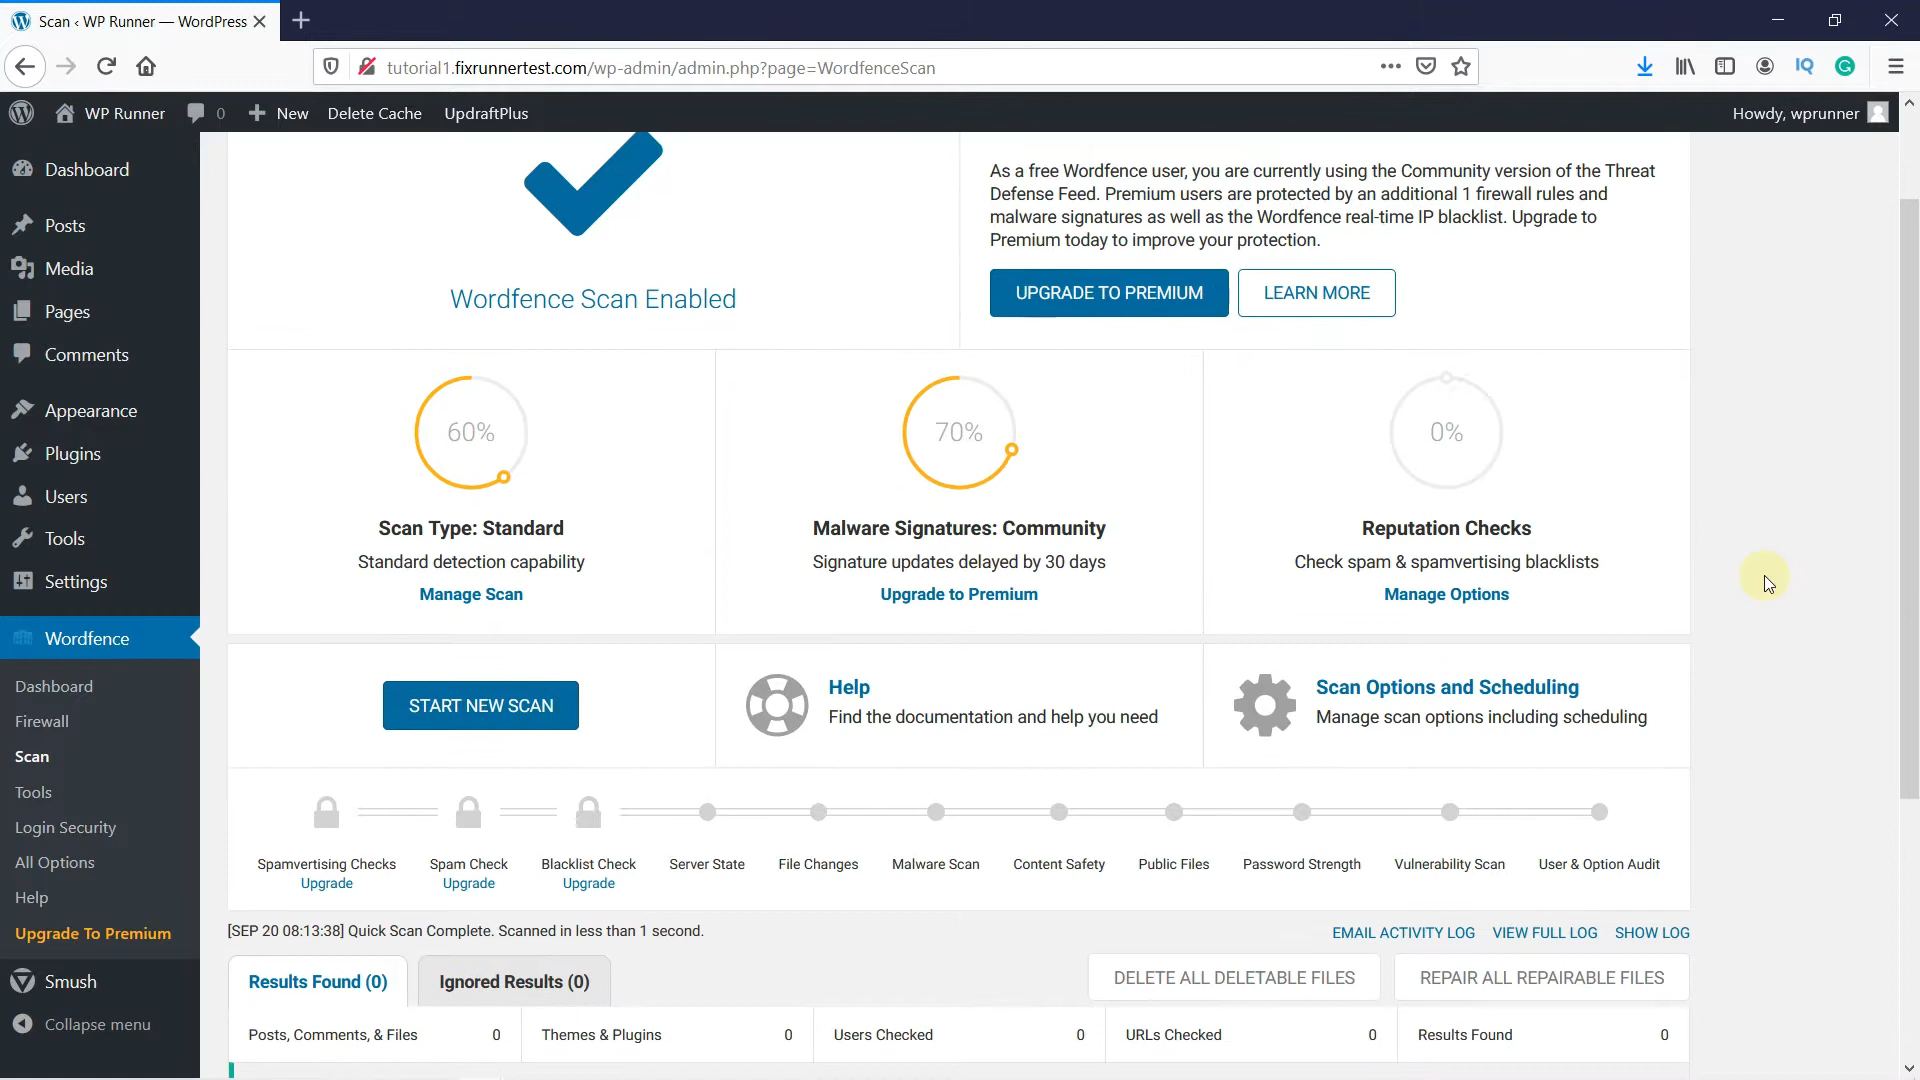 Scan ‹ WP Runner — WordPress
tutorial1.fixrunnertest.com/wp-admin/admin.php?page=WordfenceScan
IQ
WP Runner
0
New
Delete Cache
UpdraftPlus
Howdy, wprunner
Dashboard
Posts
Media
Pages
Comments
Appearance
Plugins
Users
Tools
Settings
Wordfence
Dashboard
Firewall
Scan
Tools
Login Security
All Options
Help
Upgrade To Premium
Smush
Collapse menu
Wordfence Scan Enabled
As a free Wordfence user, you are currently using the Community version of the Threat
Defense Feed. Premium users are protected by an additional 1 firewall rules and
malware signatures as well as the Wordfence real-time IP blacklist. Upgrade to
Premium today to improve your protection.
UPGRADE TO PREMIUM
LEARN MORE
60%
Scan Type: Standard
Standard detection capability
Manage Scan
70%
Malware Signatures: Community
Signature updates delayed by 30 days
Upgrade to Premium
0%
Reputation Checks
Check spam & spamvertising blacklists
Manage Options
START NEW SCAN
Help
Find the documentation and help you need
Scan Options and Scheduling
Manage scan options including scheduling
Spamvertising Checks
Upgrade
Spam Check
Upgrade
Blacklist Check
Upgrade
Server State
File Changes
Malware Scan
Content Safety
Public Files
Password Strength
Vulnerability Scan
User & Option Audit
[SEP 20 08:13:38] Quick Scan Complete. Scanned in less than 1 second.
EMAIL ACTIVITY LOG
VIEW FULL LOG
SHOW LOG
Results Found (0)
Ignored Results (0)
DELETE ALL DELETABLE FILES
REPAIR ALL REPAIRABLE FILES
Posts, Comments, & Files 0
Themes & Plugins 0
Users Checked 0
URLs Checked 0
Results Found 0